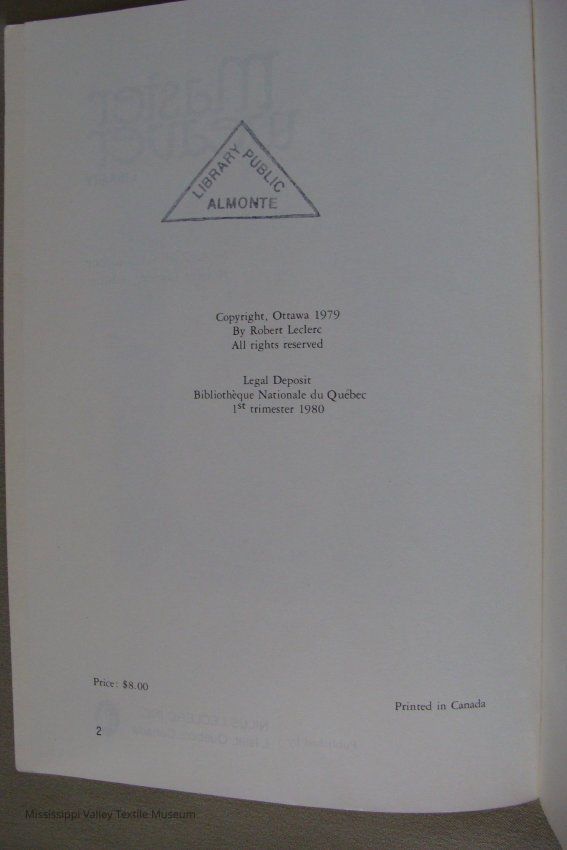 LIBRARY PUBLIC
ALMONTE
Copyright, Ottawa 1979
By Robert Leclerc
All rights reserved
Legal Deposit
Bibliothèque Nationale du Québec
1st trimester 1980
Price: $8.00
Printed in Canada
2
Mississippi Valley Textile Museum